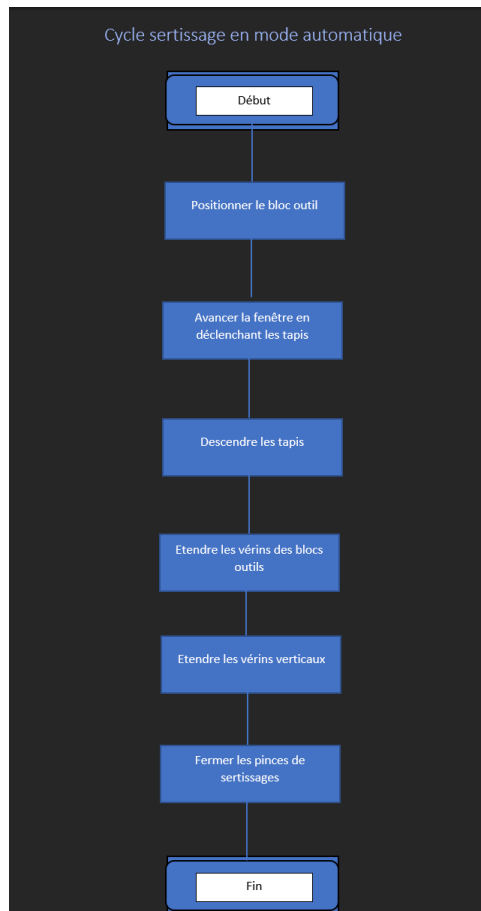 Cycle sertissage en mode automatique
Début
Positionner le bloc outil
Avancer la fenêtre en
déclenchant les tapis
Descendre les tapis
Etendre les vérins des blocs
outils
Etendre les vérins verticaux
Fermer les pinces de
sertissages
Fin